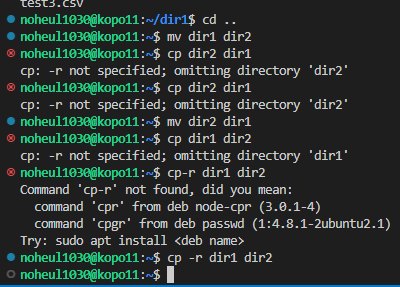 test3.csv
noheul1030@kopo11:~/dir1$ cd ..
noheul1030@kopo11:~$ mv dir1 dir2
noheul1030@kopo11:~$ cp dir2 dir1
cp: -r not specified; omitting directory 'dir2'
noheul1030@kopo11:~$ cp dir2 dir1
cp: -r not specified; omitting directory 'dir2'
noheul1030@kopo11:~$ mv dir2 dir1
noheul1030@kopo11:~$ cp dir1 dir2
cp: -r not specified; omitting directory 'dir1'
noheul1030@kopo11:~$ cp-r dir1 dir2
Command 'cp-r' not found, did you mean:
  command 'cpr' from deb node-cpr (3.0.1-4)
  command 'cpgr' from deb passwd (1:4.8.1-2ubuntu2.1)
Try: sudo apt install <deb name>
noheul1030@kopo11:~$ cp -r dir1 dir2
noheul1030@kopo11:~$